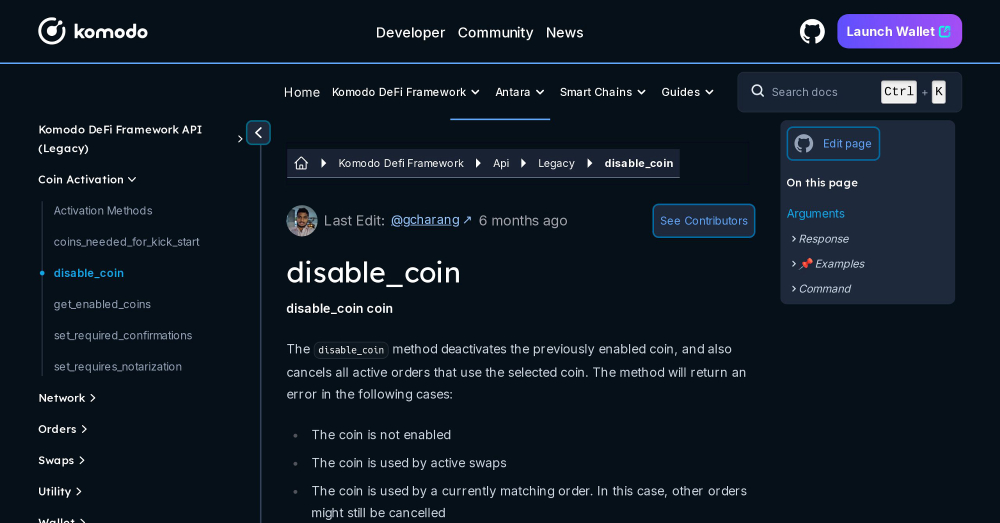 komodo
Developer Community News
Launch Wallet
Home Komodo DeFi Framework Antara Smart Chains Guides
Search docs Ctrl + K
Komodo DeFi Framework API
(Legacy)
Coin Activation
Activation Methods
coins_needed_for_kick_start
disable_coin
get_enabled_coins
set_required_confirmations
set_requires_notarization
Network
Orders
Swaps
Utility
Wallet
Komodo Defi Framework Api Legacy disable_coin
Last Edit: @gcharang ↗ 6 months ago
See Contributors
disable_coin
disable_coin coin
The disable_coin method deactivates the previously enabled coin, and also
cancels all active orders that use the selected coin. The method will return an
error in the following cases:
The coin is not enabled
The coin is used by active swaps
The coin is used by a currently matching order. In this case, other orders
might still be cancelled
Edit page
On this page
Arguments
Response
📌 Examples
Command